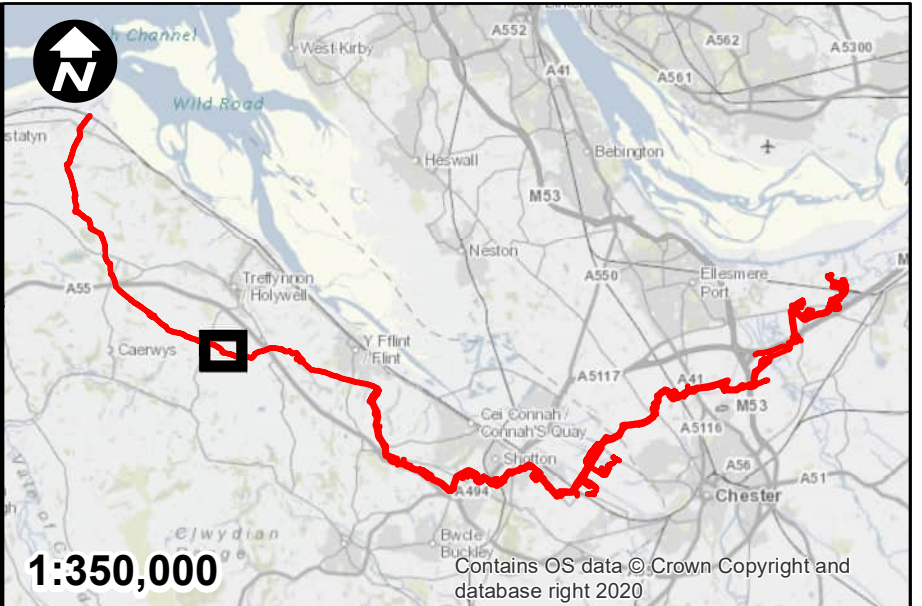 N
Channel
A552
A562
A5300
West Kirby
A41
A561
Wild Road
statyn
Bebington
Heswall
M53
Neston
A550
Ellesmere
Port
Treffynnon
/Holywell
A55
Caerwys
Y Fflint
/Flint
A5117
A41
M53
Cei Connah /
Connah'S Quay
A5116
Shotton
A56
A51
A494
Chester
Clwydian
Bwcle
Buckley
1:350,000
Contains OS data © Crown Copyright and
database right 2020